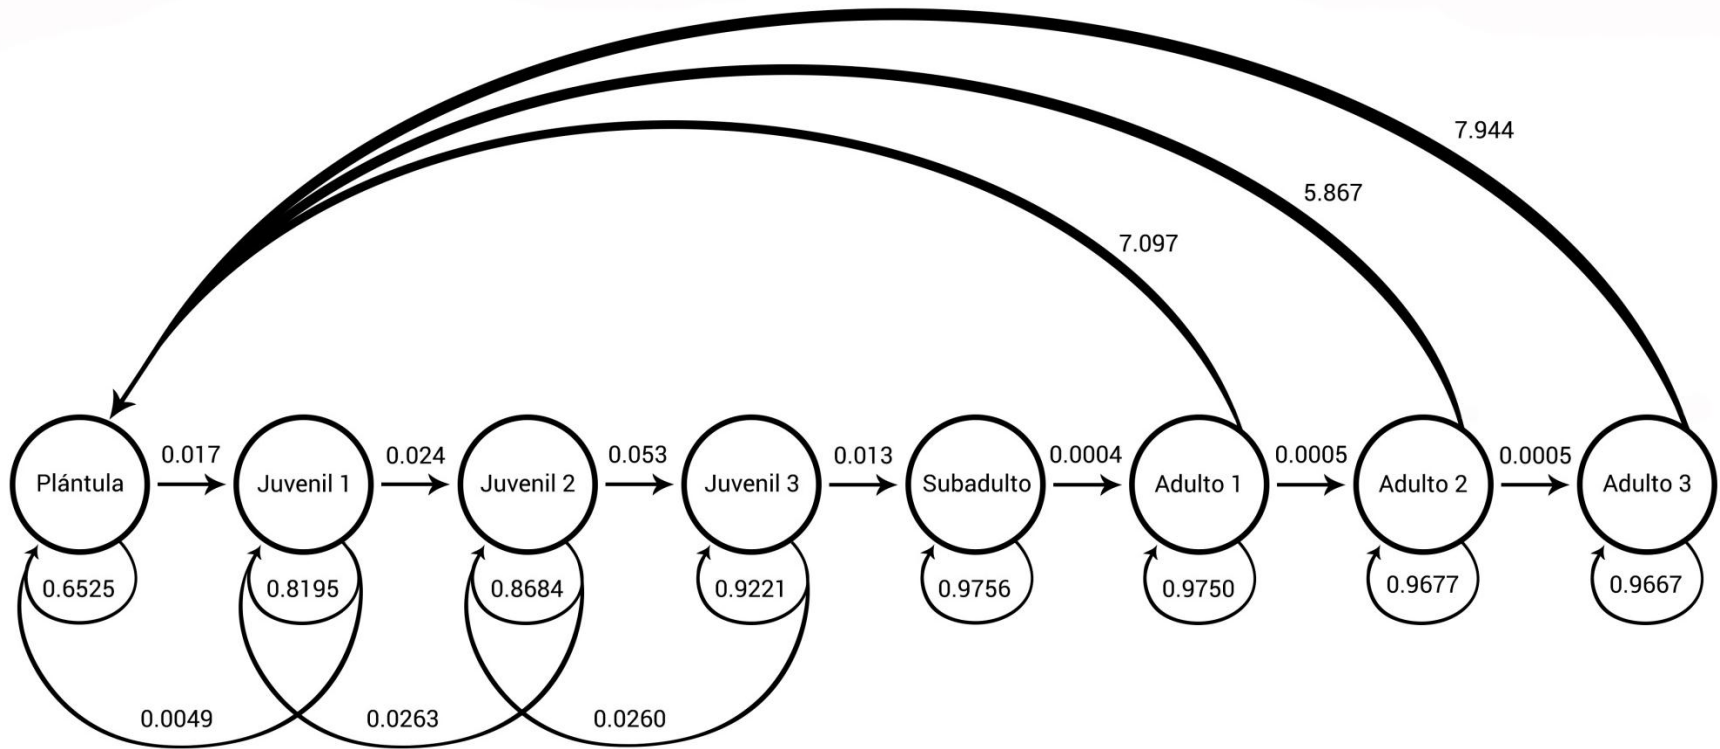 7.944
5.867
7.097
0.017
0.024
0.053
0.013
0.0004
0.0005
0.0005
Plántula
Juvenil 1
Juvenil 2
Juvenil 3
Subadulto
Adulto 1
Adulto 2
Adulto 3
0.6525
0.8195
0.8684
0.9221
0.9756
0.9750
0.9677
0.9667
0.0049
0.0263
0.0260